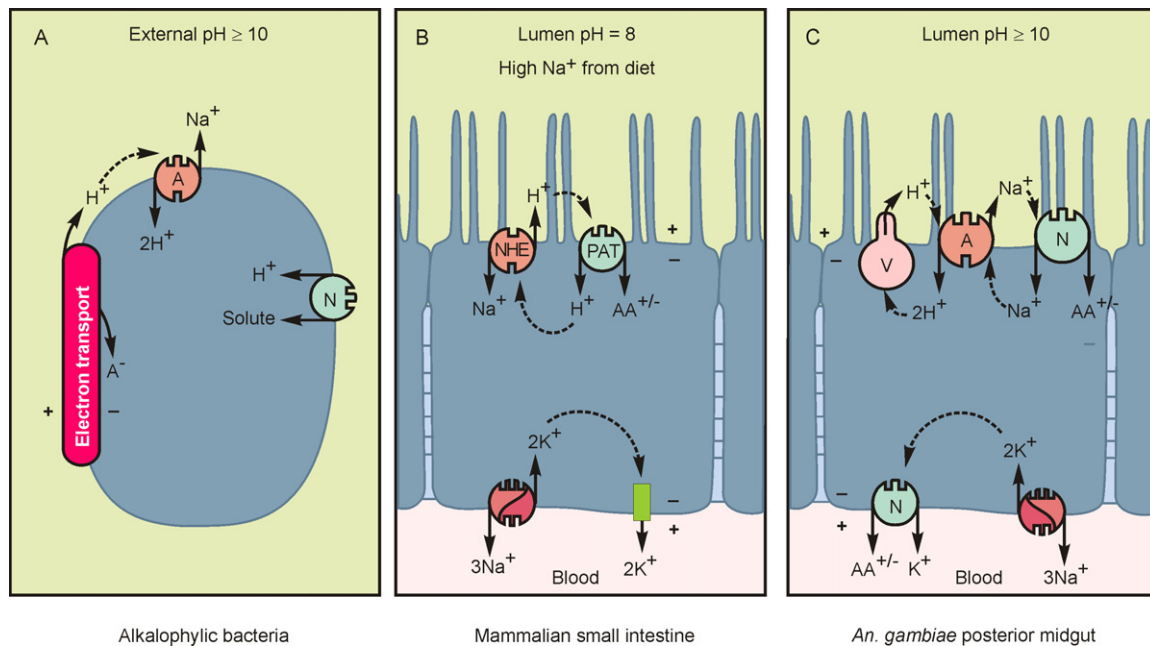 A
External pH ≥ 10
Na⁺
H⁺
A
2H⁺
H⁺
N
Solute
Electron transport
A⁻
+
−
Alkalophylic bacteria
B
Lumen pH = 8
High Na⁺ from diet
H⁺
+
NHE
PAT
−
Na⁺
H⁺
AA⁺/⁻
2K⁺
−
+
3Na⁺
Blood
2K⁺
Mammalian small intestine
C
Lumen pH ≥ 10
H⁺
Na⁺
+
A
N
−
V
2H⁺
Na⁺
AA⁺/⁻
−
2K⁺
−
N
+
AA⁺/⁻
K⁺
Blood
3Na⁺
An. gambiae posterior midgut